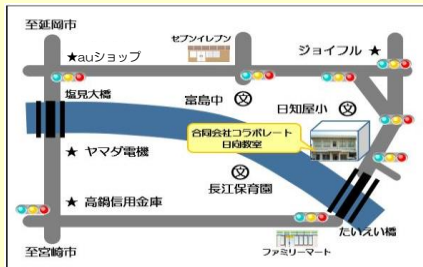 至延岡市
セブンイレブン
★auショップ
ジョイフル ★
塩見大橋
富島中
日知屋小
合同会社コラボレート
日向教室
★ ヤマダ電機
長江保育園
★ 高鍋信用金庫
たいえい橋
至宮崎市
ファミリーマート